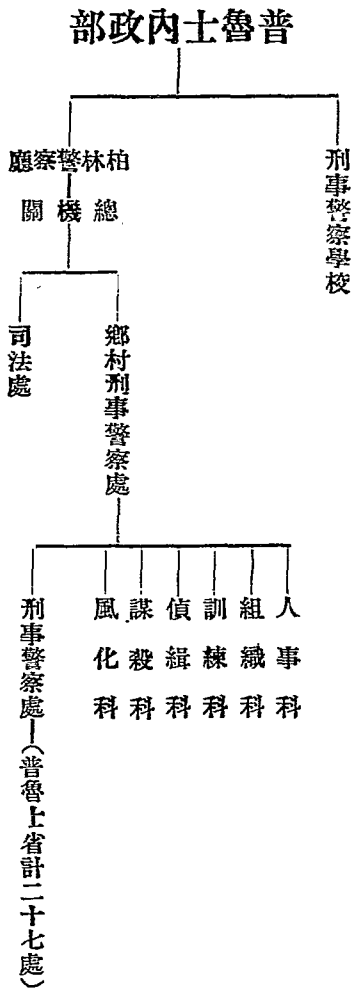 普魯士內政部
刑事警察學校
柏林警察廳
總機關
鄉村刑事警察處
司法處
人事科
組織科
訓練科
偵緝科
謀殺科
風化科
刑事警察處—(普魯士省計二十七處)